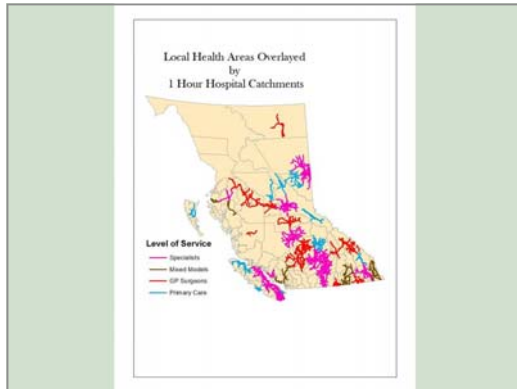 Local Health Areas Overlayed
by
1 Hour Hospital Catchments
Level of Service
Specialists
Mixed Models
GP Surgeons
Primary Care